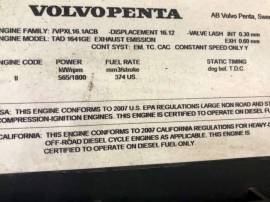 VOLVO PENTA AB Volvo Penta, Swe
ENGINE FAMILY: 7VPXL16.1ACB -DISPLACEMENT 16.12 -VALVE LASH INT 0.30 mm
ENGINE: TAD 1641GE EXHAUST EMISSION EXH 0.60 mm
CONT SYST: EM, TC, CAC CONSTANT SPEED ONLY Y
ENGINE CODE POWER FUEL RATE STATIC TIMING
kW/rpm mm3/stroke deg bef. T.D.C.
8 565/1800 374 US.
SA: THIS ENGINE CONFORMS TO 2007 U.S. EPA REGULATIONS LARGE NON ROAD AND ST
COMPRESSION-IGNITION ENGINES. THIS ENGINE IS CERTIFIED TO OPERATE ON DIESEL FUEL.
CALIFORNIA: THIS ENGINE CONFORMS TO 2007 CALIFORNIA REGULATIONS FOR HEAVY-D
OFF-ROAD DIESEL CYCLE ENGINES AS APPLICABLE. THIS ENGINE IS
CERTIFIED TO OPERATE ON DIESEL FUEL ONLY